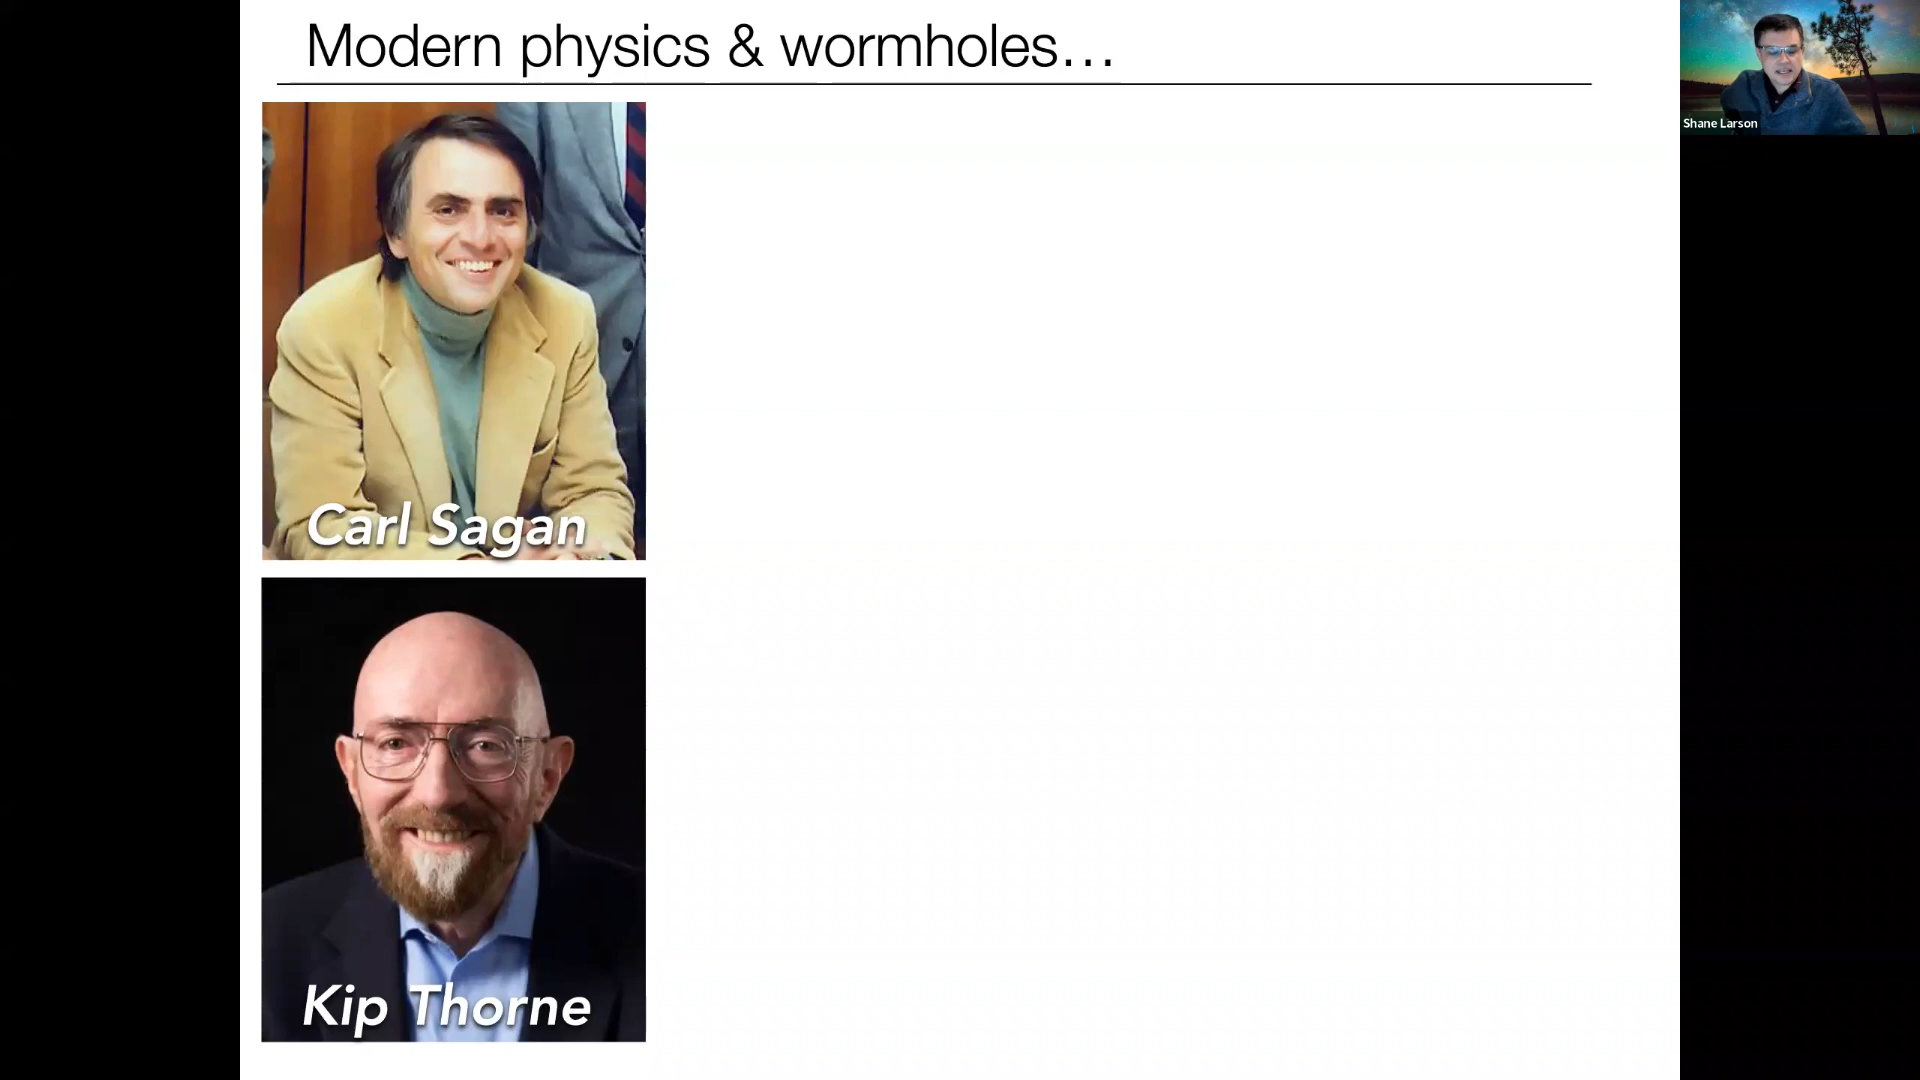 Modern physics & wormholes…
Shane Larson
Carl Sagan
Kip Thorne